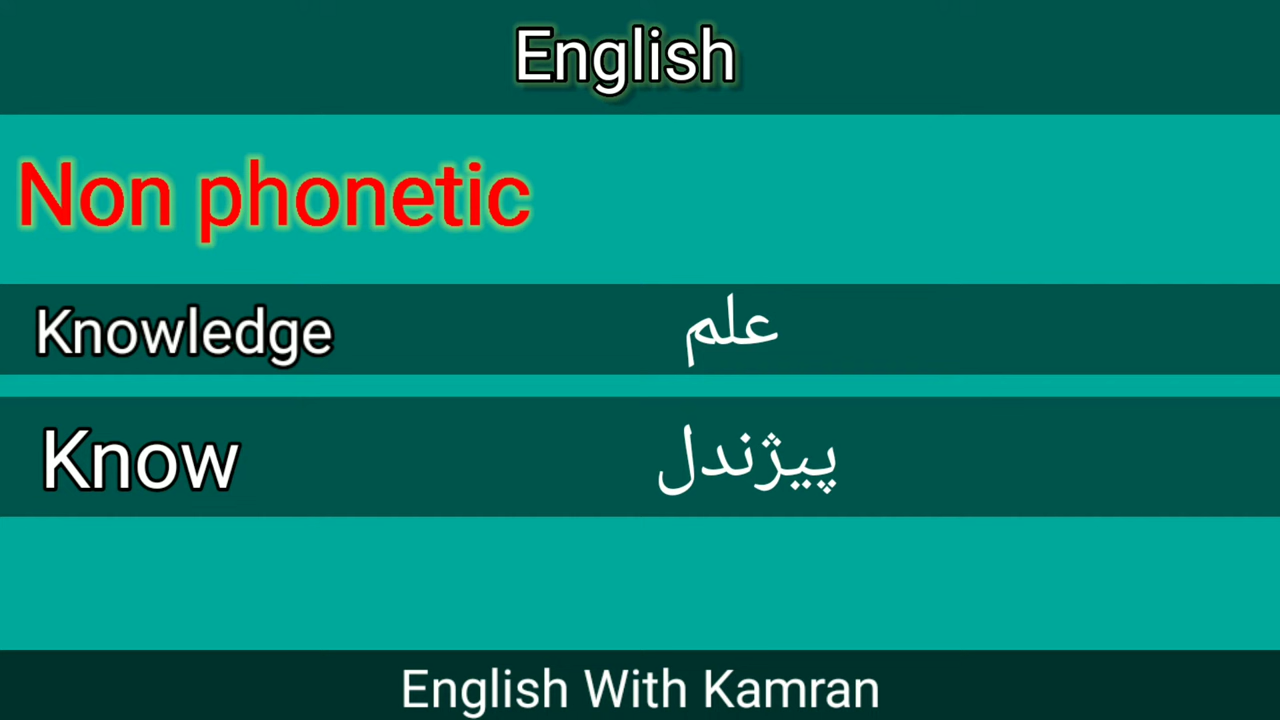 English
Non phonetic
Knowledge علم
Know پیژندل
English With Kamran